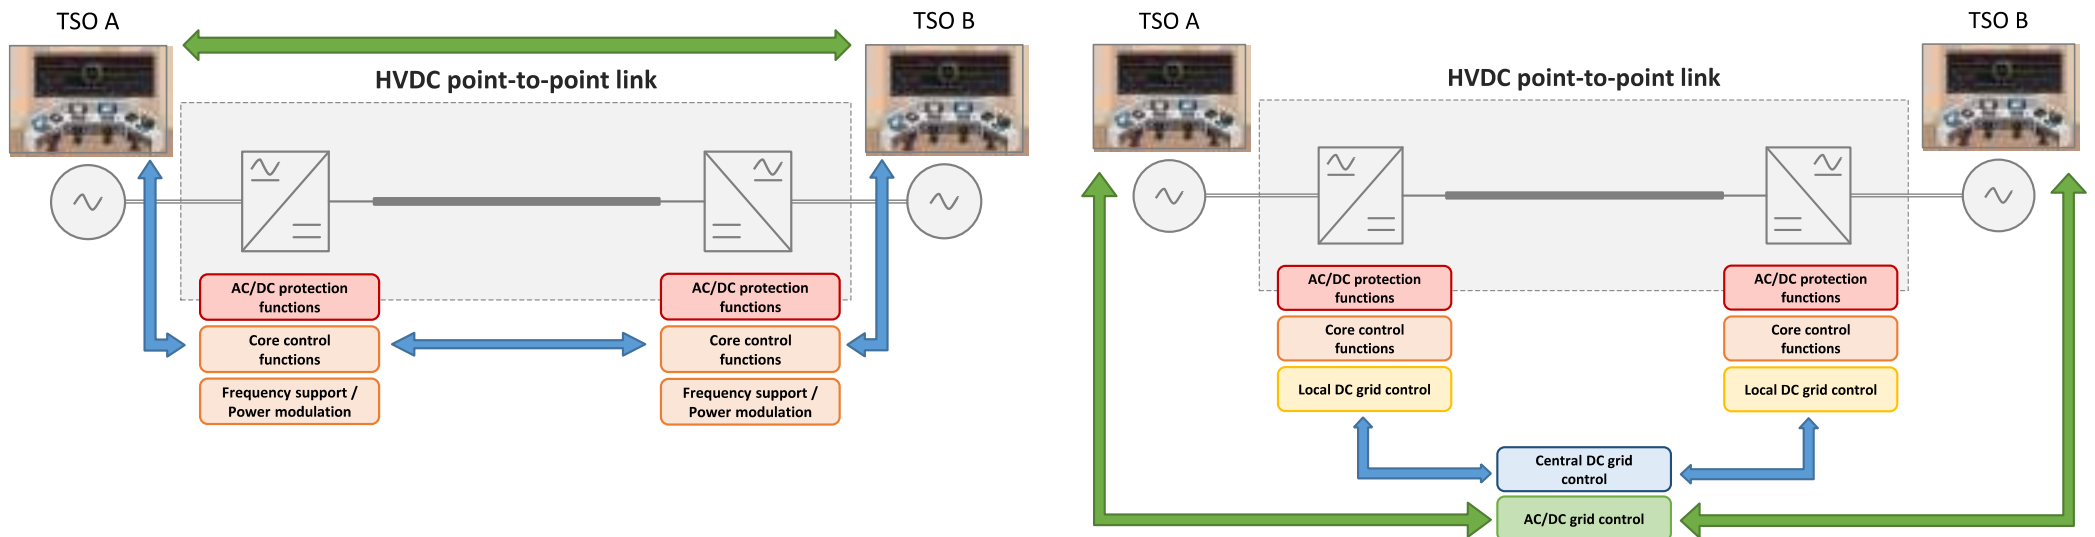 TSO A
TSO B
HVDC point-to-point link
AC/DC protection
functions
Core control
functions
Frequency support /
Power modulation
AC/DC protection
functions
Core control
functions
Frequency support /
Power modulation
TSO A
TSO B
HVDC point-to-point link
AC/DC protection
functions
Core control
functions
Local DC grid control
AC/DC protection
functions
Core control
functions
Local DC grid control
Central DC grid
control
AC/DC grid control